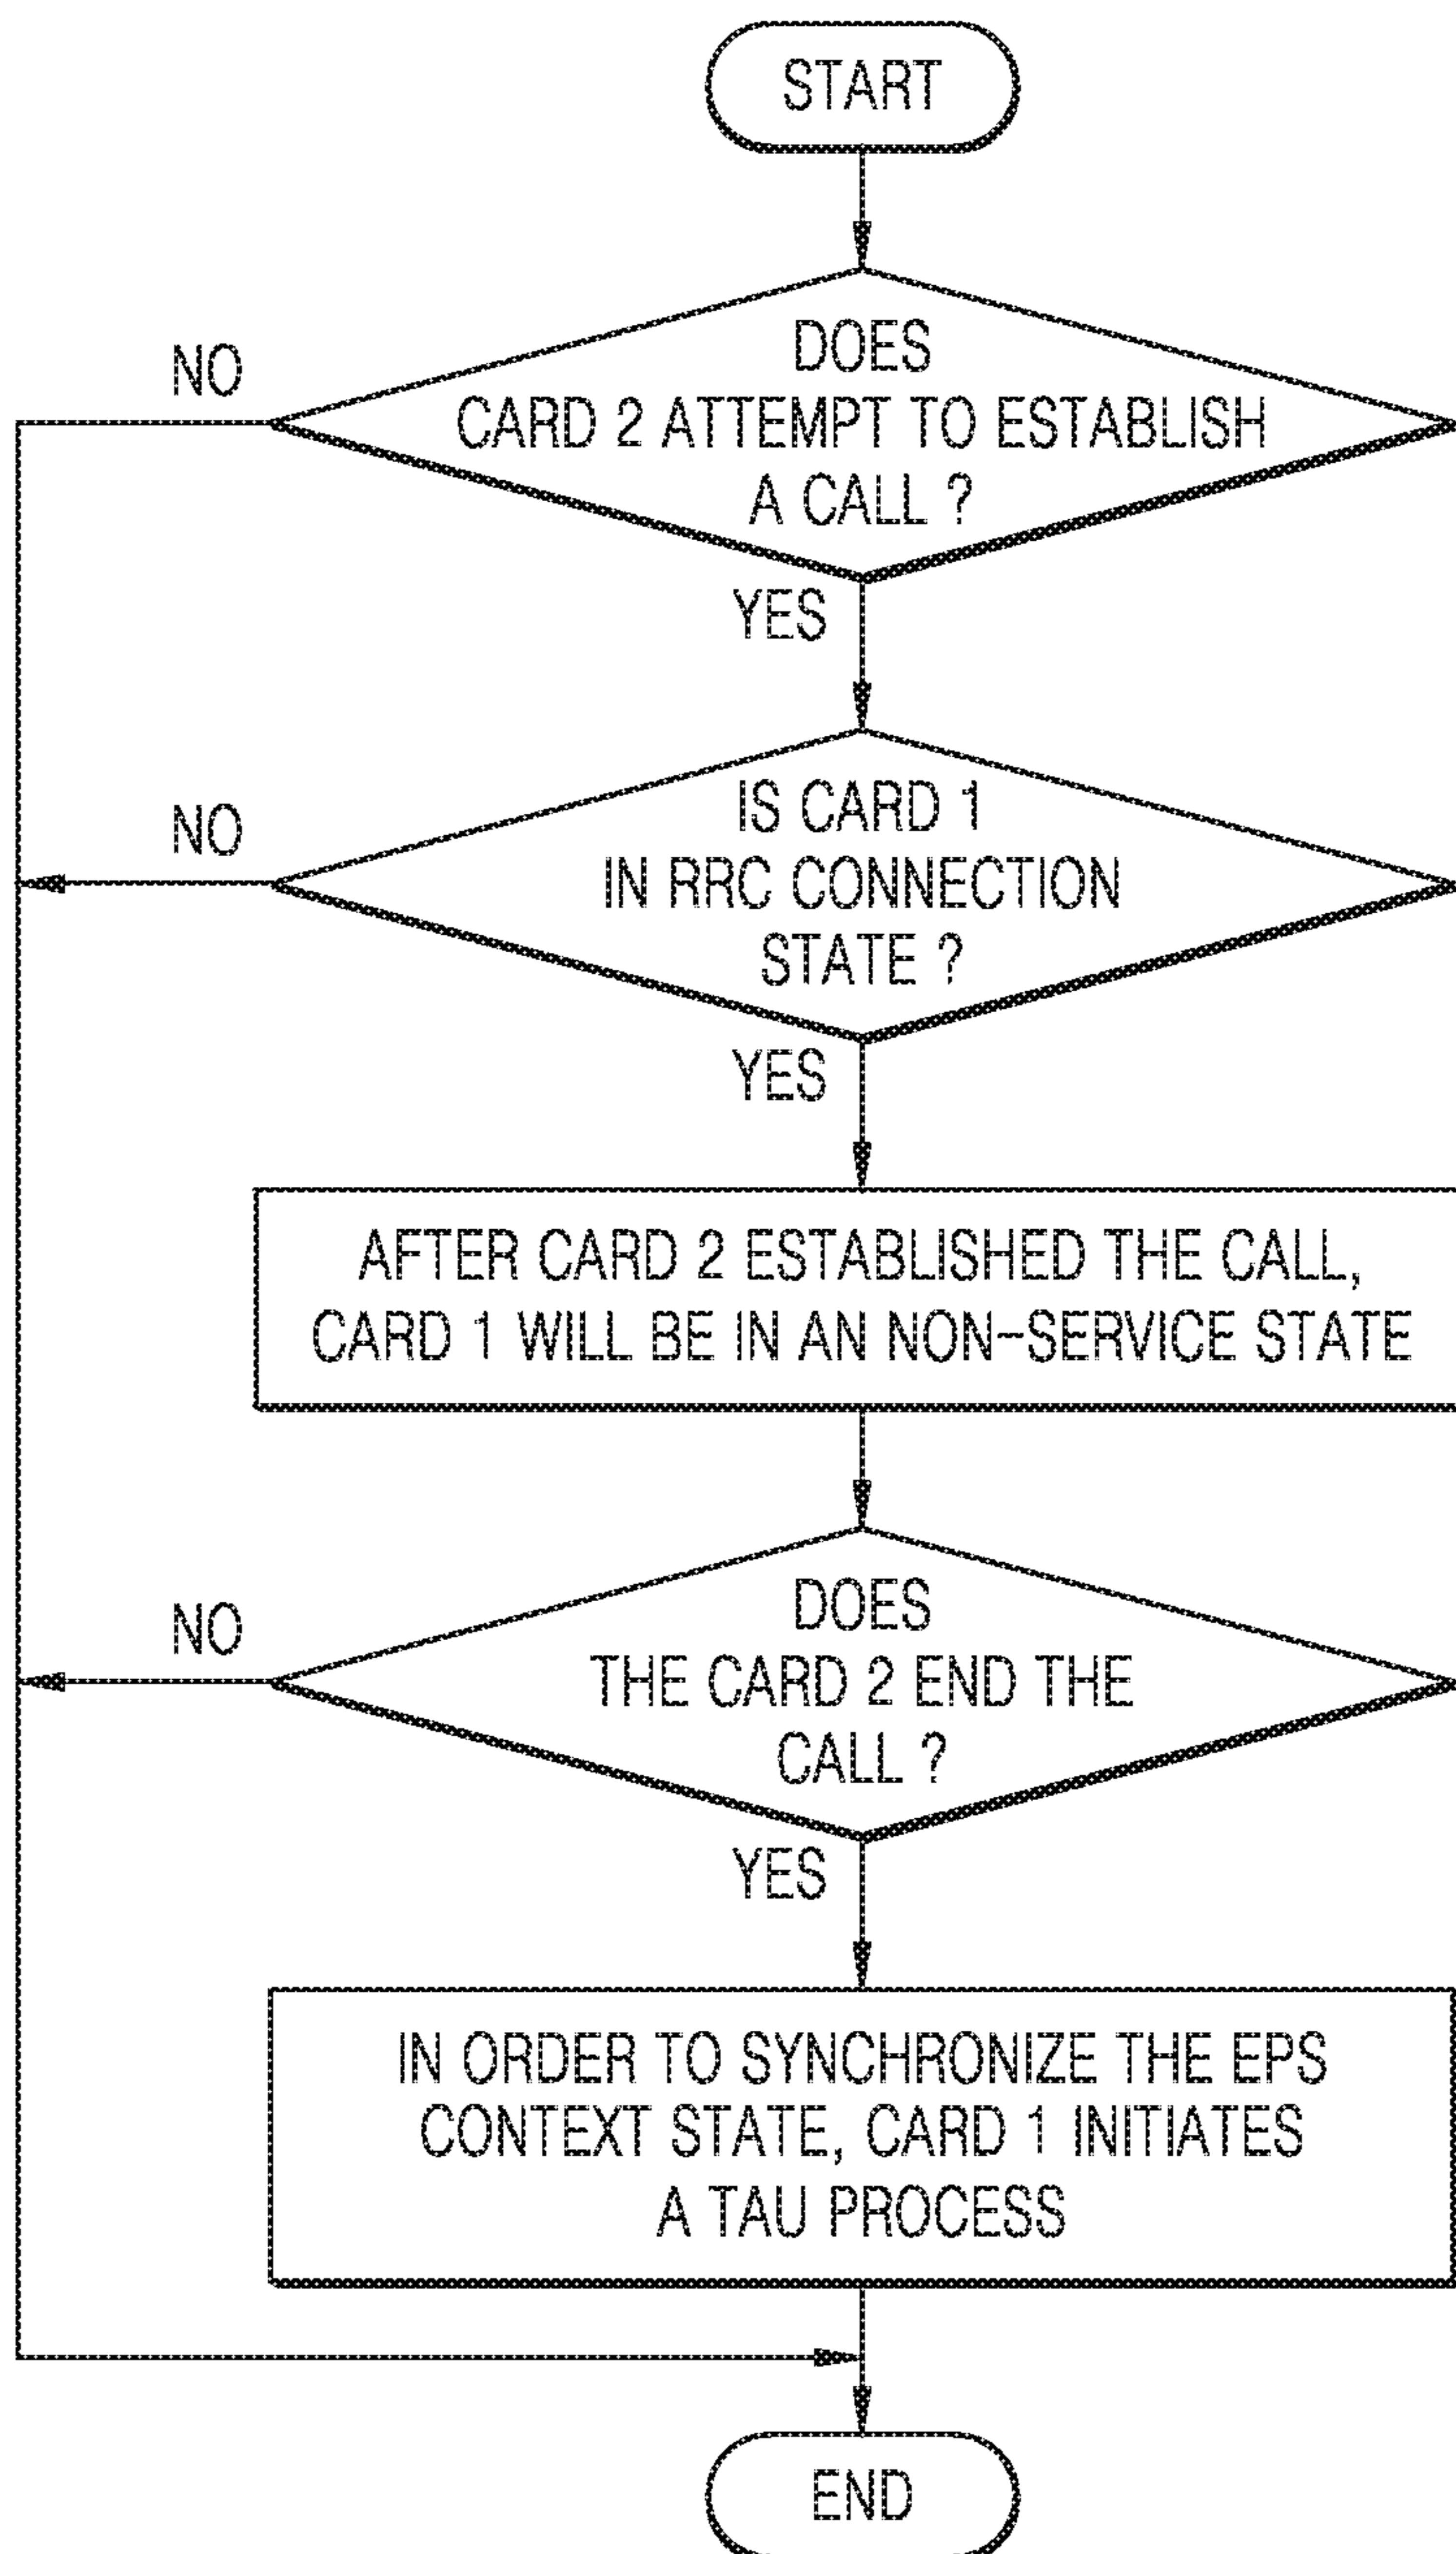 START
DOES
CARD 2 ATTEMPT TO ESTABLISH
A CALL ?
NO
YES
IS CARD 1
IN RRC CONNECTION
STATE ?
NO
YES
AFTER CARD 2 ESTABLISHED THE CALL,
CARD 1 WILL BE IN AN NON-SERVICE STATE
DOES
THE CARD 2 END THE
CALL ?
NO
YES
IN ORDER TO SYNCHRONIZE THE EPS
CONTEXT STATE, CARD 1 INITIATES
A TAU PROCESS
END